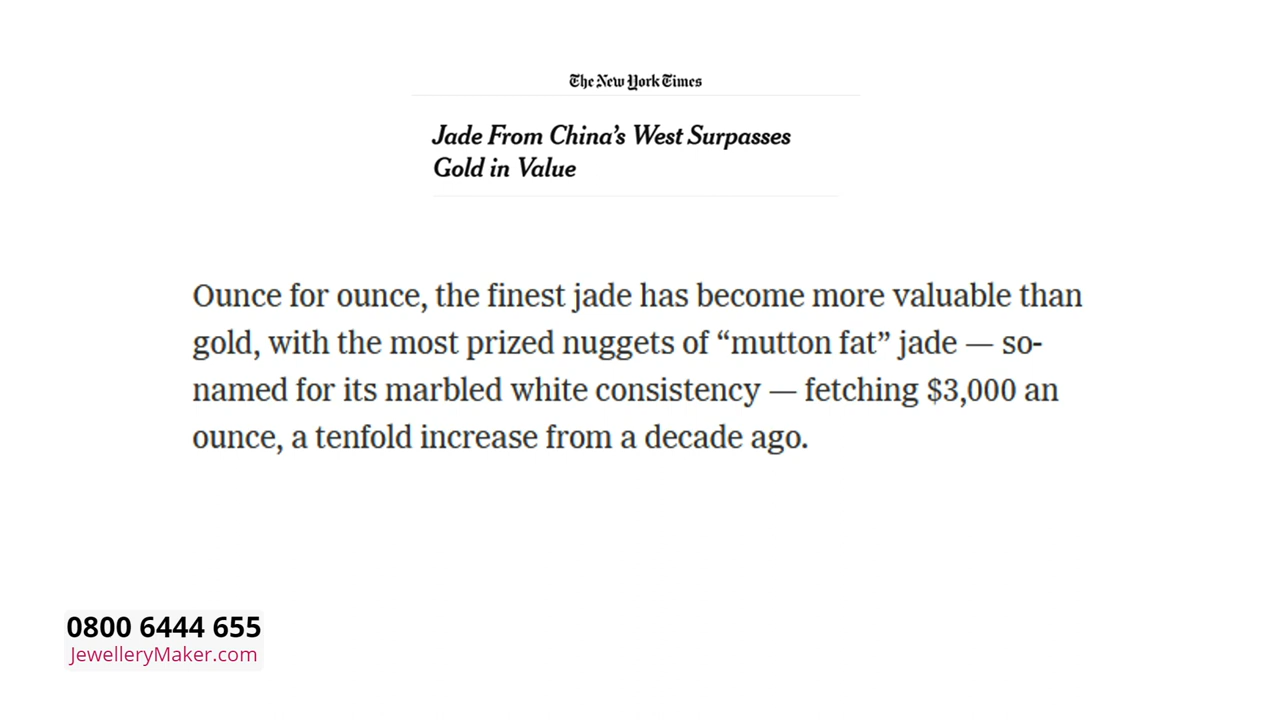 The New York Times
Jade From China’s West Surpasses
Gold in Value
Ounce for ounce, the finest jade has become more valuable than
gold, with the most prized nuggets of “mutton fat” jade — so-
named for its marbled white consistency — fetching $3,000 an
ounce, a tenfold increase from a decade ago.
0800 6444 655
JewelleryMaker.com